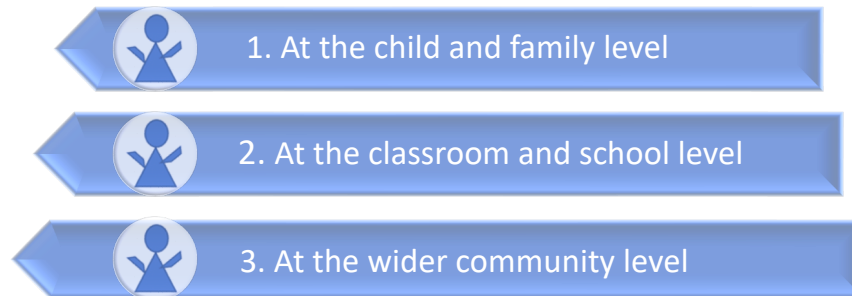 1. At the child and family level
2. At the classroom and school level
3. At the wider community level